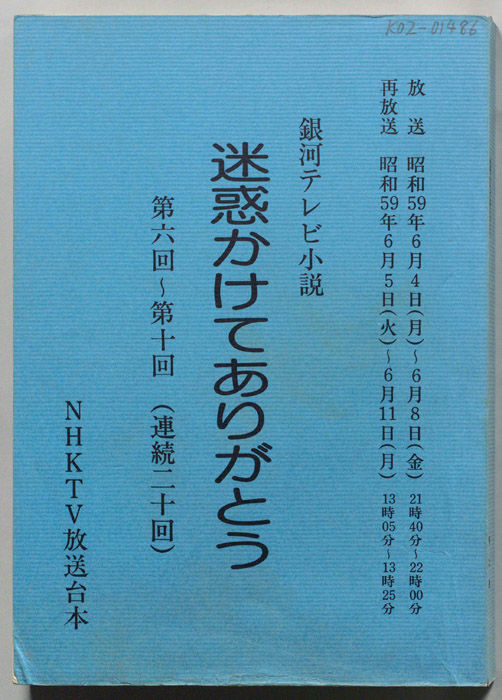 K02-01486
放送 昭和59年6月4日(月)~6月8日(金) 21時40分~22時00分
再放送 昭和59年6月5日(火)~6月11日(月) 13時05分~13時25分
銀河テレビ小説
迷惑かけてありがとう
第六回~第十回 (連続二十回)
NHKTV放送台本